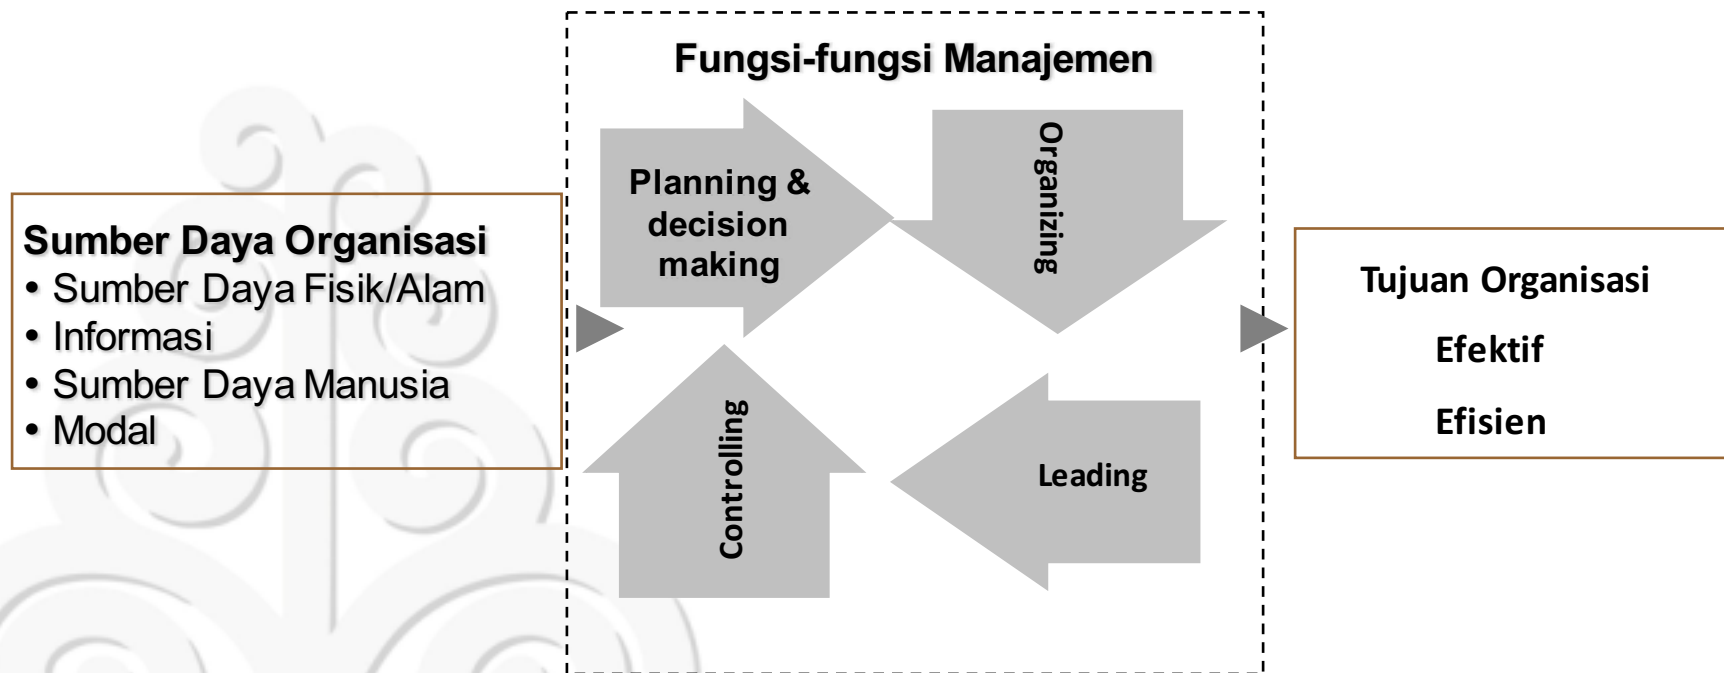 Fungsi-fungsi Manajemen
Sumber Daya Organisasi
• Sumber Daya Fisik/Alam
• Informasi
• Sumber Daya Manusia
• Modal
Planning &
decision
making
Organizing
Leading
Controlling
Tujuan Organisasi
Efektif
Efisien